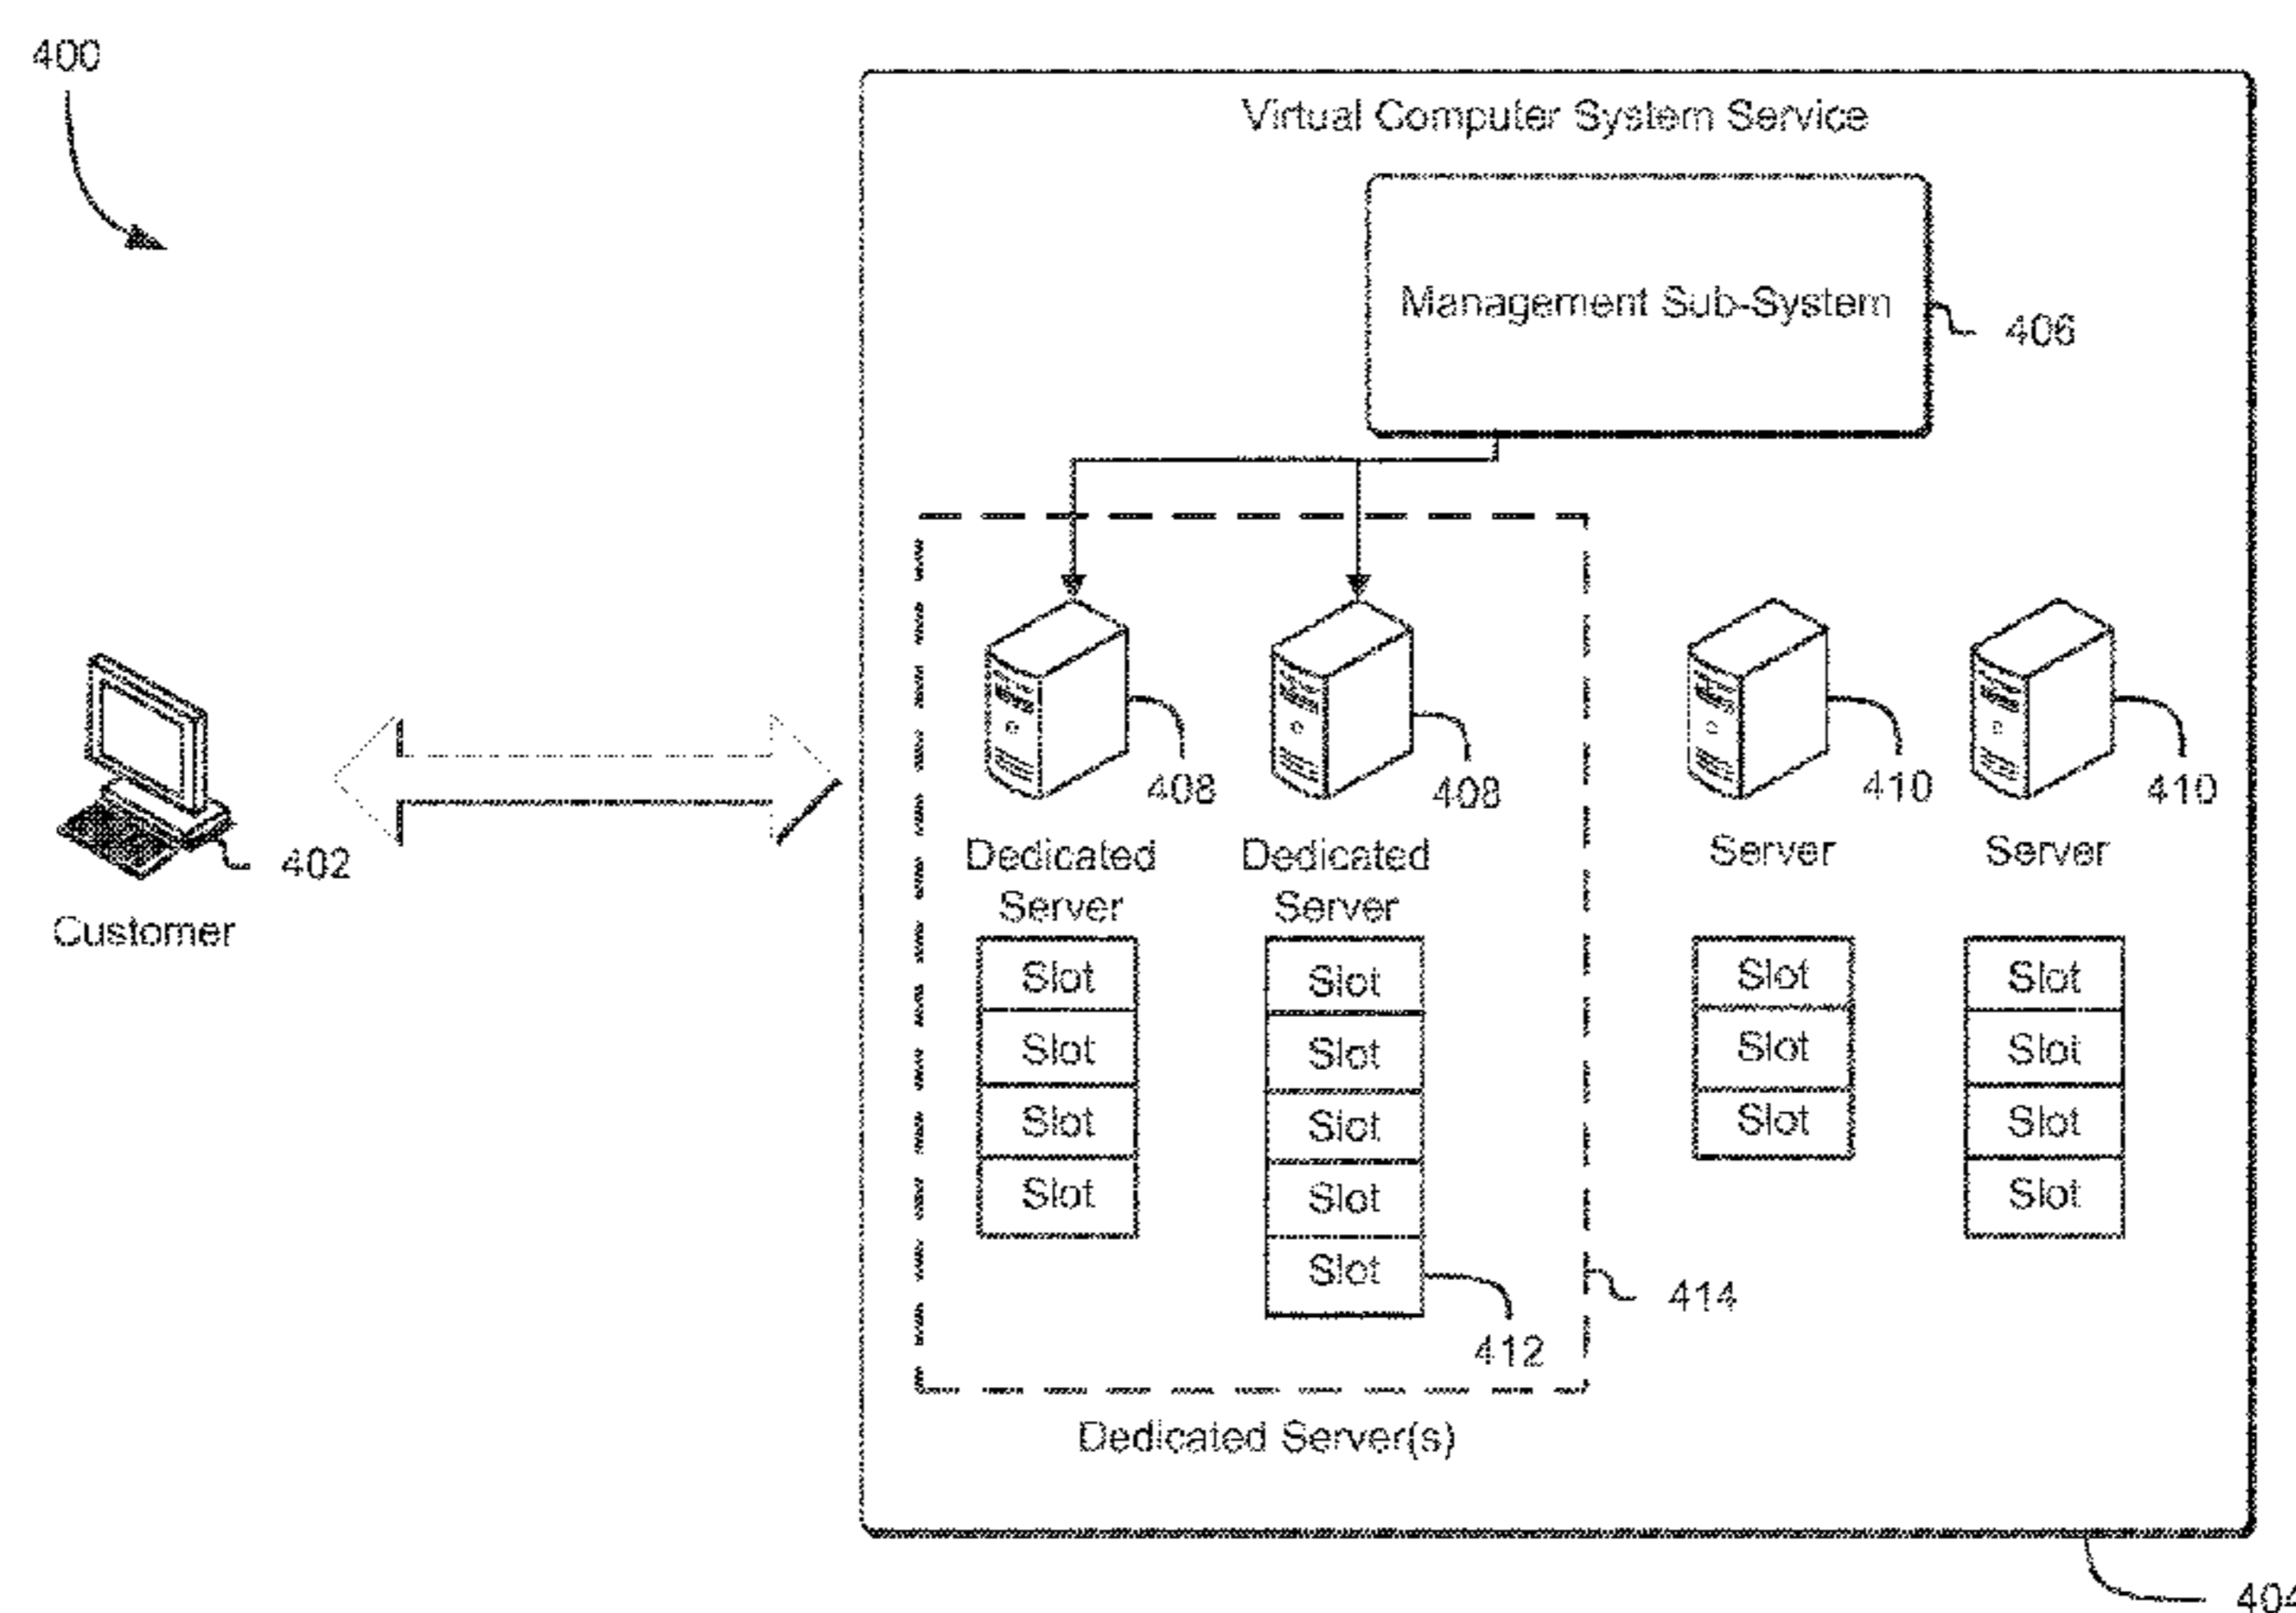 400
Virtual Computer System Service
Management Sub-System
406
408
408
410
410
402
Customer
Dedicated
Server
Dedicated
Server
Server
Server
Slot
Slot
Slot
Slot
Slot
Slot
Slot
Slot
Slot
412
Slot
Slot
Slot
Slot
Slot
Slot
Slot
414
Dedicated Server(s)
404